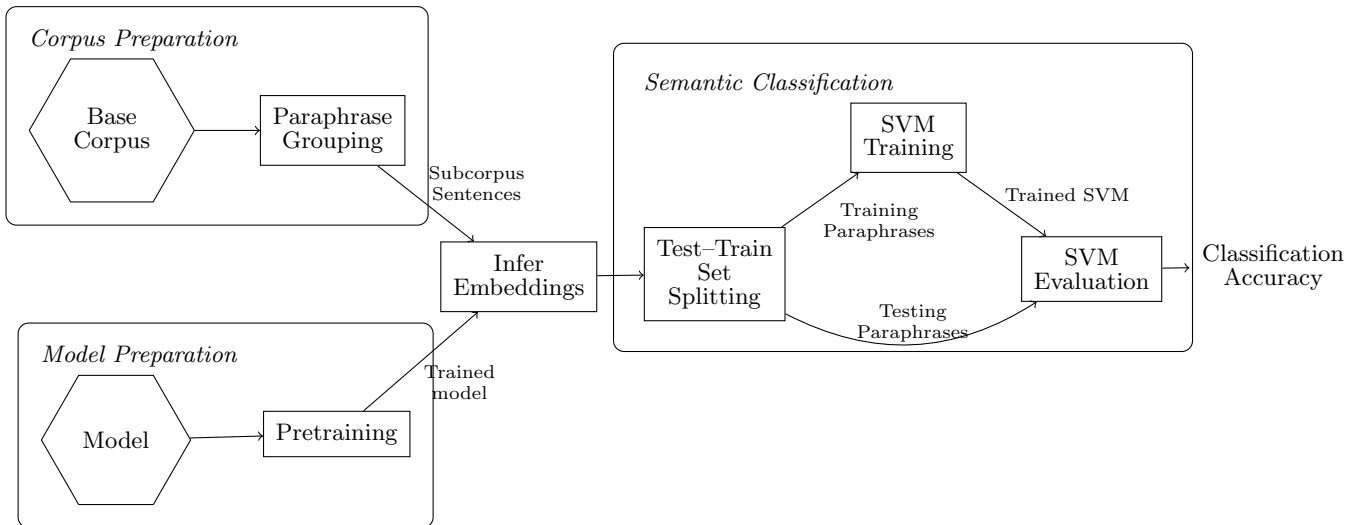 Corpus Preparation
Base
Corpus
Paraphrase
Grouping
Subcorpus
Sentences
Model Preparation
Model
Pretraining
Trained
model
Infer
Embeddings
Semantic Classification
Test–Train
Set
Splitting
Training
Paraphrases
SVM
Training
Trained SVM
Testing
Paraphrases
SVM
Evaluation
Classification
Accuracy